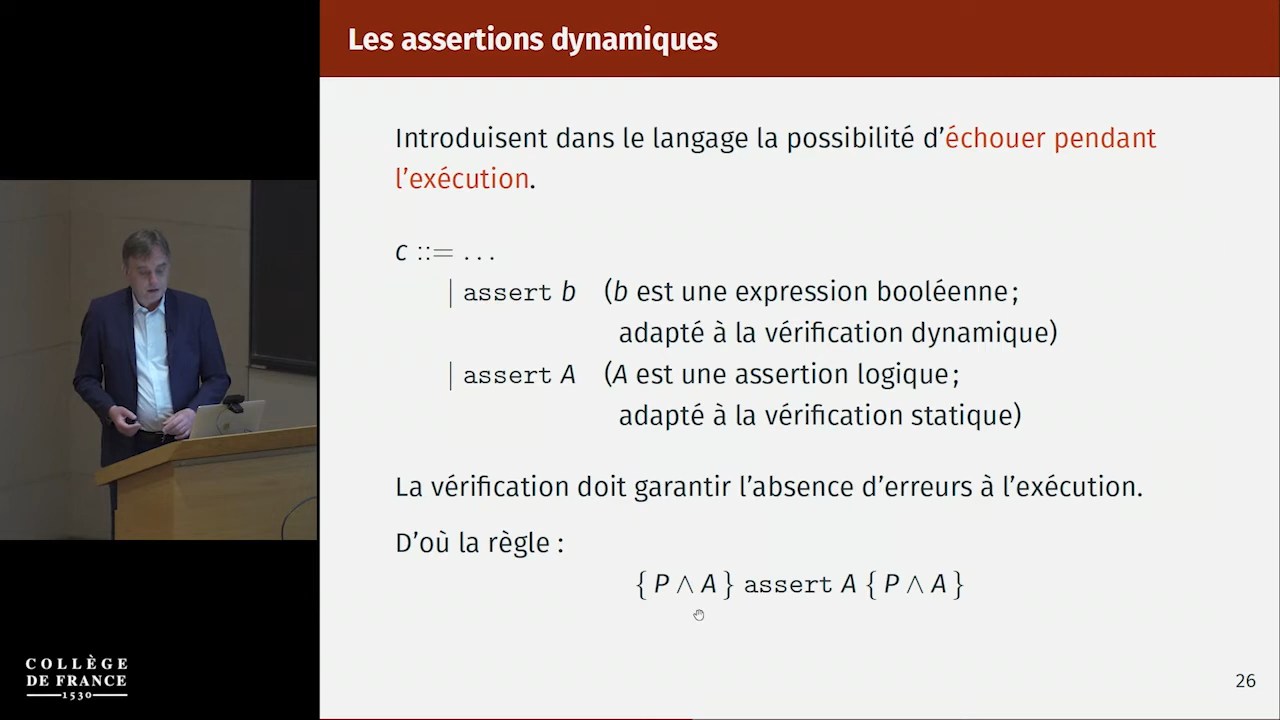 Les assertions dynamiques
Introduisent dans le langage la possibilité d'échouer pendant
l'exécution.
c ::= ...
| assert b (b est une expression booléenne ;
adapté à la vérification dynamique)
| assert A (A est une assertion logique ;
adapté à la vérification statique)
La vérification doit garantir l'absence d'erreurs à l'exécution.
D'où la règle :
{ P ∧ A } assert A { P ∧ A }
COLLÈGE
DE FRANCE
1530
26